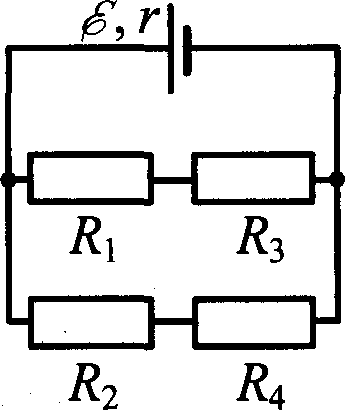 ℰ, r
R₁ R₃
R₂ R₄